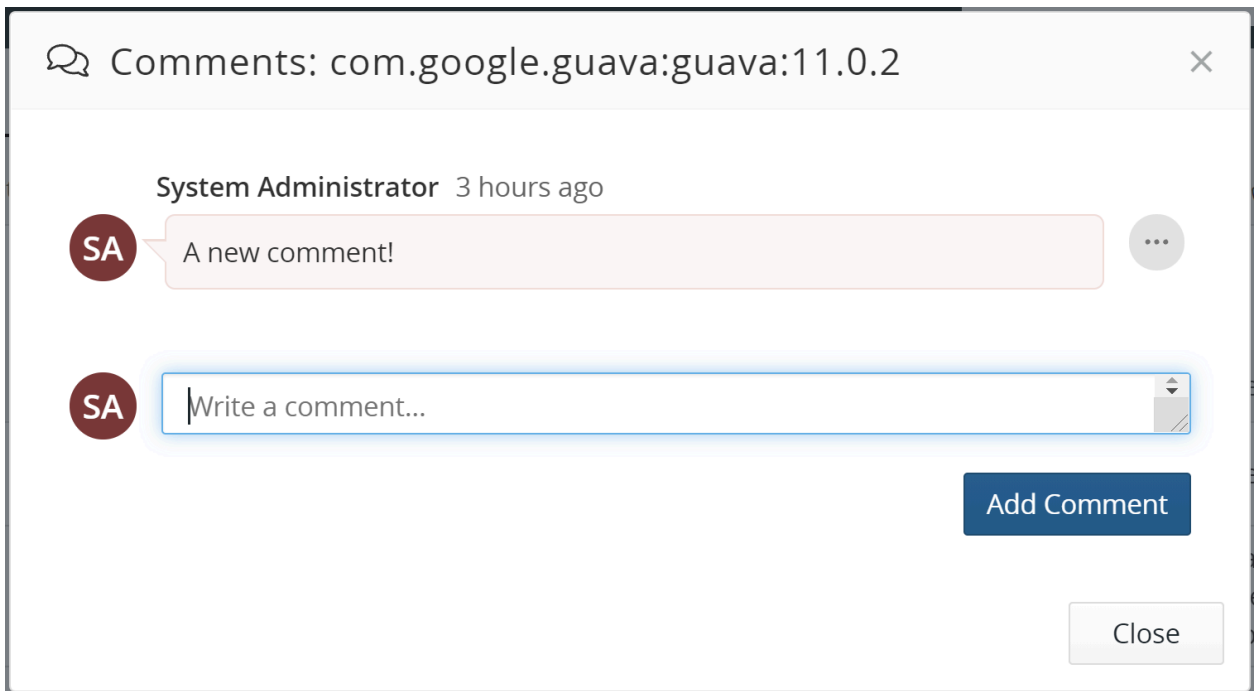 Comments: com.google.guava:guava:11.0.2
System Administrator 3 hours ago
SA
A new comment!
SA
Write a comment...
Add Comment
Close